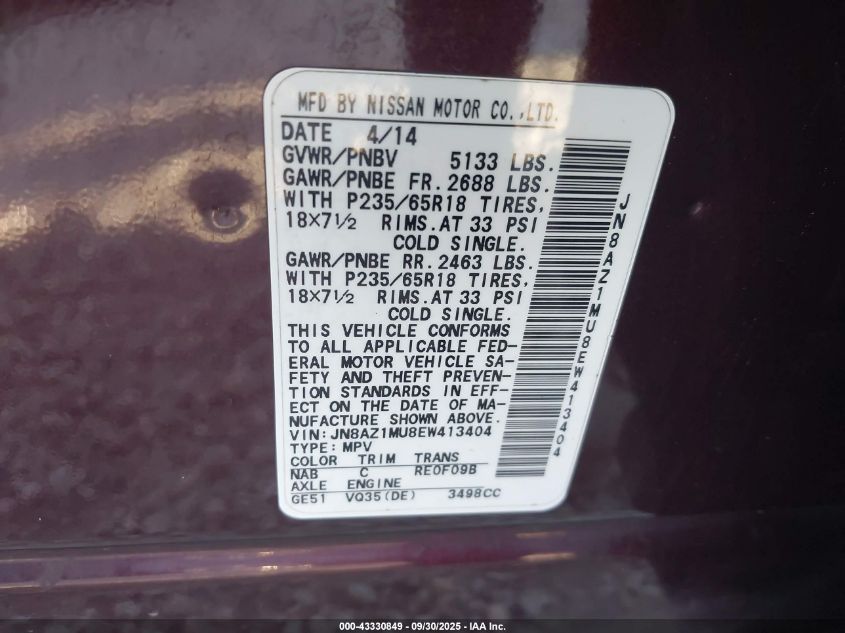 MFD BY NISSAN MOTOR CO.,LTD.
DATE 4/14
GVWR/PNBV 5133 LBS.
GAWR/PNBE FR. 2688 LBS.
WITH P235/65R18 TIRES,
18X7½ RIMS. AT 33 PSI
COLD SINGLE.
GAWR/PNBE RR. 2463 LBS.
WITH P235/65R18 TIRES,
18X7½ RIMS. AT 33 PSI
COLD SINGLE.
THIS VEHICLE CONFORMS
TO ALL APPLICABLE FED-
ERAL MOTOR VEHICLE SA-
FETY AND THEFT PREVEN-
TION STANDARDS IN EFF-
ECT ON THE DATE OF MA-
NUFACTURE SHOWN ABOVE.
VIN: JN8AZ1MU8EW413404
TYPE: MPV
COLOR TRIM TRANS
NAB C RE0F09B
AXLE ENGINE
GE51 VQ35(DE) 3498CC
JN8AZ1MU8EW413404
000-43330849 - 09/30/2025 - IAA Inc.